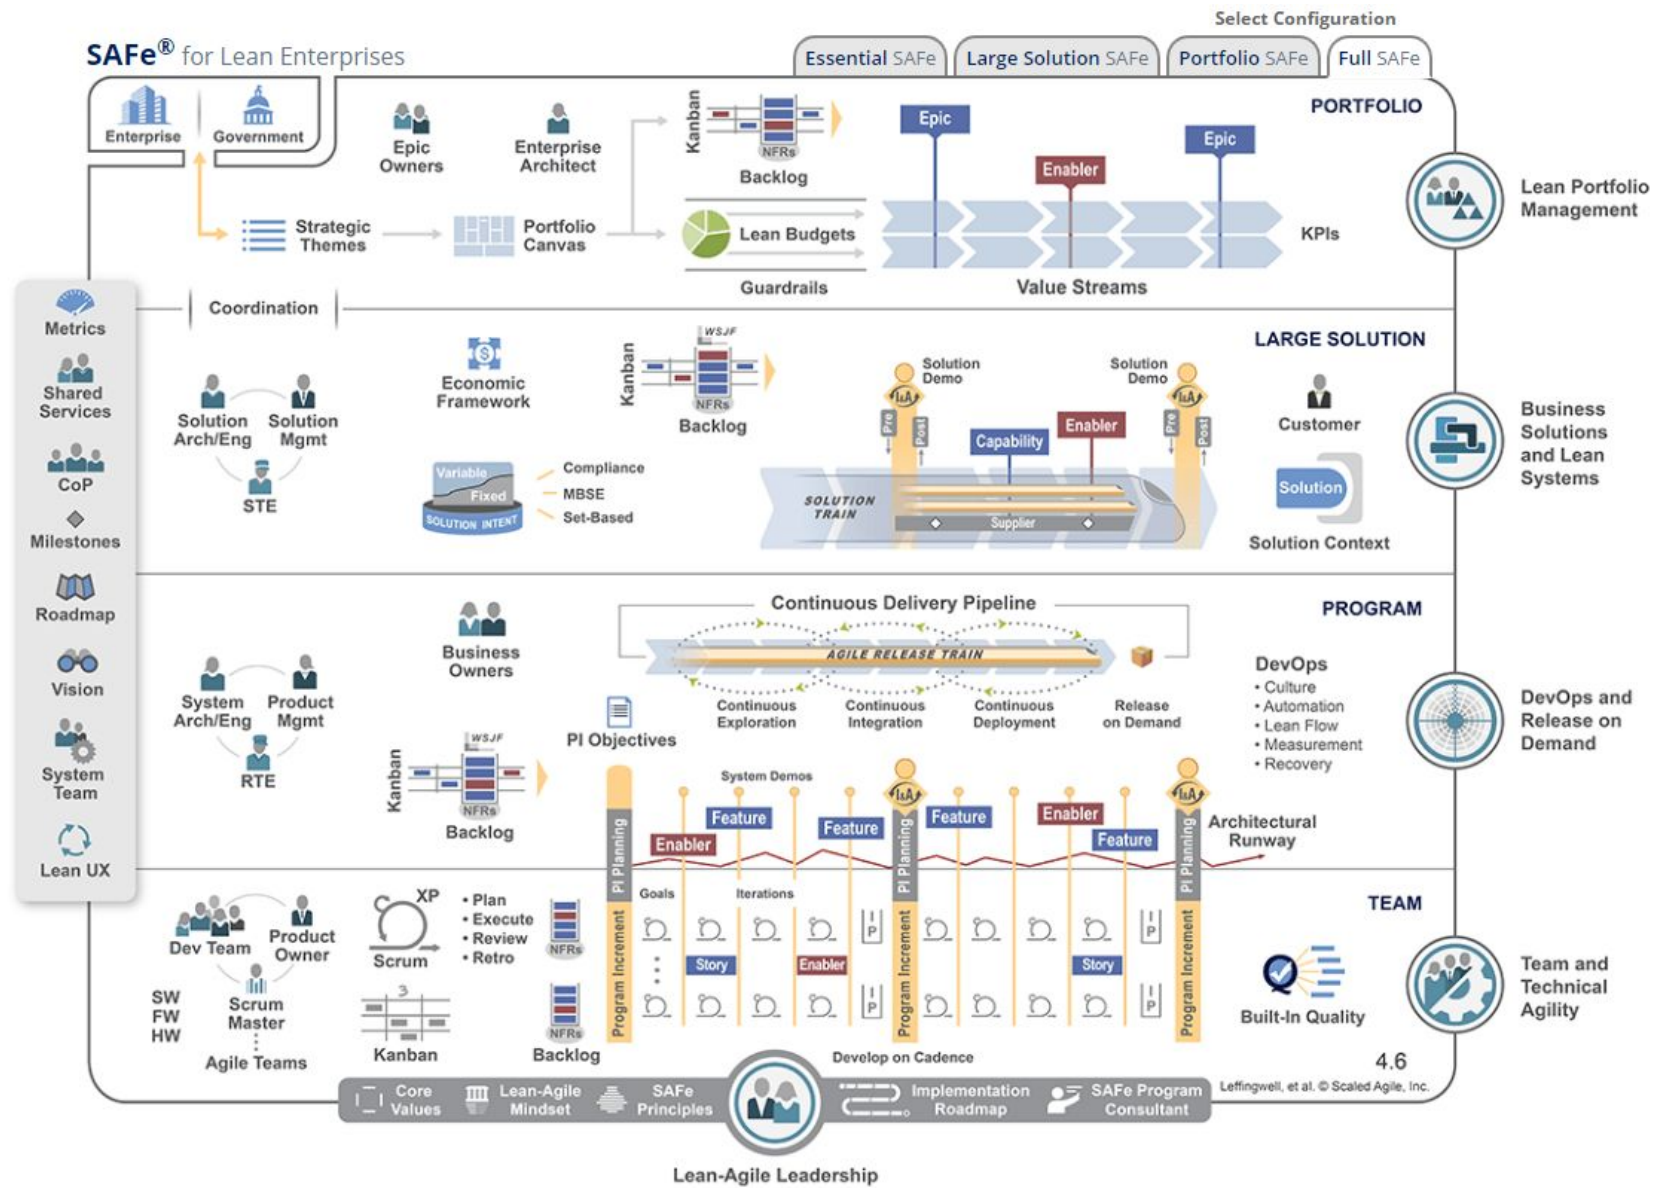 Select Configuration
SAFe® for Lean Enterprises
Essential SAFe
Large Solution SAFe
Portfolio SAFe
Full SAFe
PORTFOLIO
Enterprise
Government
Epic
Owners
Enterprise
Architect
Kanban
NFRs
Backlog
Epic
Enabler
Epic
Lean Portfolio
Management
Strategic
Themes
Portfolio
Canvas
Lean Budgets
Guardrails
Value Streams
KPIs
Metrics
Shared
Services
CoP
Milestones
Roadmap
Vision
System
Team
Lean UX
Coordination
LARGE SOLUTION
Solution
Arch/Eng
Solution
Mgmt
STE
Economic
Framework
Variable
Fixed
SOLUTION INTENT
Compliance
MBSE
Set-Based
Kanban
WSJF
NFRs
Backlog
Solution
Demo
I&A
Pre
Post
Capability
Enabler
Solution
Demo
I&A
Pre
Post
SOLUTION
TRAIN
Supplier
Customer
Solution
Solution Context
Business
Solutions
and Lean
Systems
PROGRAM
System
Arch/Eng
Product
Mgmt
RTE
Business
Owners
Continuous Delivery Pipeline
AGILE RELEASE TRAIN
Continuous
Exploration
Continuous
Integration
Continuous
Deployment
Release
on Demand
DevOps
• Culture
• Automation
• Lean Flow
• Measurement
• Recovery
DevOps and
Release on
Demand
PI Objectives
Kanban
WSJF
NFRs
Backlog
System Demos
I&A
I&A
PI Planning
Enabler
Feature
Feature
PI Planning
Feature
Enabler
Feature
PI Planning
Architectural
Runway
TEAM
Dev Team
Product
Owner
Scrum
Master
Agile Teams
SW
FW
HW
XP
Scrum
• Plan
• Execute
• Review
• Retro
3
Kanban
NFRs
NFRs
Backlog
Program Increment
Goals
Iterations
Story
Enabler
I
P
I
P
Program Increment
Story
I
P
I
P
Program Increment
Develop on Cadence
Built-In Quality
Team and
Technical
Agility
4.6
Leffingwell, et al. © Scaled Agile, Inc.
Core
Values
Lean-Agile
Mindset
SAFe
Principles
Implementation
Roadmap
SAFe Program
Consultant
Lean-Agile Leadership